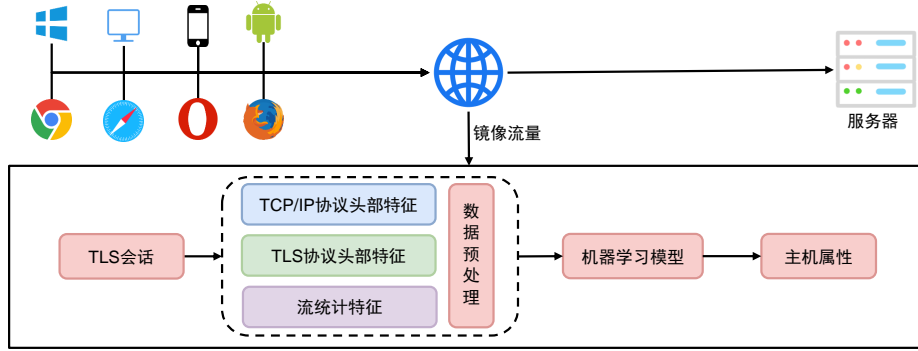 服务器
镜像流量
TCP/IP协议头部特征
TLS会话
TLS协议头部特征
流统计特征
数据预处理
机器学习模型
主机属性